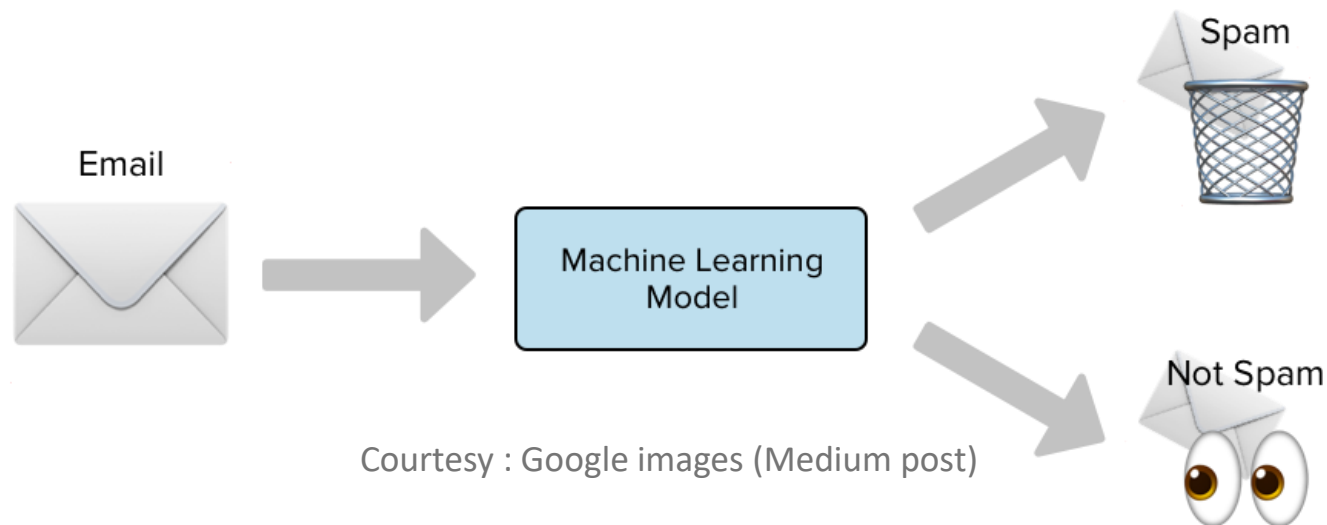 Spam
Email
Machine Learning
Model
Not Spam
Courtesy : Google images (Medium post)